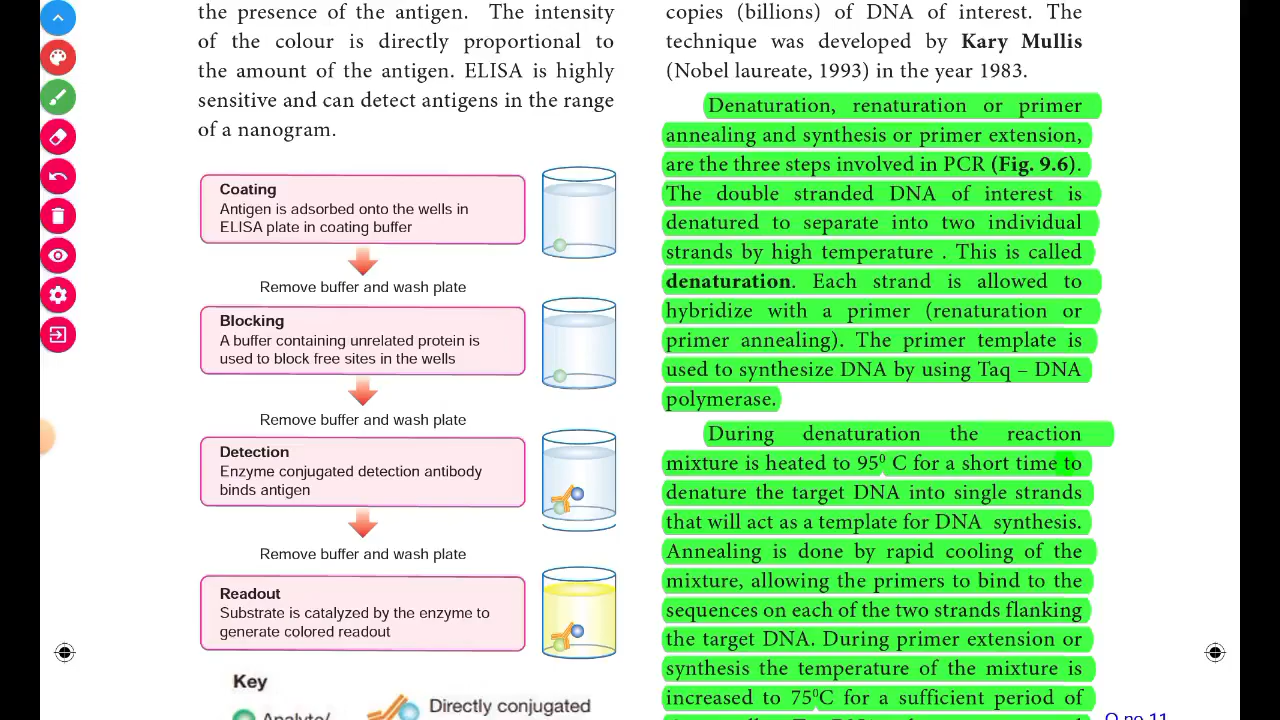 the presence of the antigen. The intensity
of the colour is directly proportional to
the amount of the antigen. ELISA is highly
sensitive and can detect antigens in the range
of a nanogram.
Coating
Antigen is adsorbed onto the wells in
ELISA plate in coating buffer
Remove buffer and wash plate
Blocking
A buffer containing unrelated protein is
used to block free sites in the wells
Remove buffer and wash plate
Detection
Enzyme conjugated detection antibody
binds antigen
Remove buffer and wash plate
Readout
Substrate is catalyzed by the enzyme to
generate colored readout
Key
Analyte/
Directly conjugated
copies (billions) of DNA of interest. The
technique was developed by Kary Mullis
(Nobel laureate, 1993) in the year 1983.
Denaturation, renaturation or primer
annealing and synthesis or primer extension,
are the three steps involved in PCR (Fig. 9.6).
The double stranded DNA of interest is
denatured to separate into two individual
strands by high temperature . This is called
denaturation. Each strand is allowed to
hybridize with a primer (renaturation or
primer annealing). The primer template is
used to synthesize DNA by using Taq – DNA
polymerase.
During denaturation the reaction
mixture is heated to 95⁰ C for a short time to
denature the target DNA into single strands
that will act as a template for DNA synthesis.
Annealing is done by rapid cooling of the
mixture, allowing the primers to bind to the
sequences on each of the two strands flanking
the target DNA. During primer extension or
synthesis the temperature of the mixture is
increased to 75⁰C for a sufficient period of
Q no 11